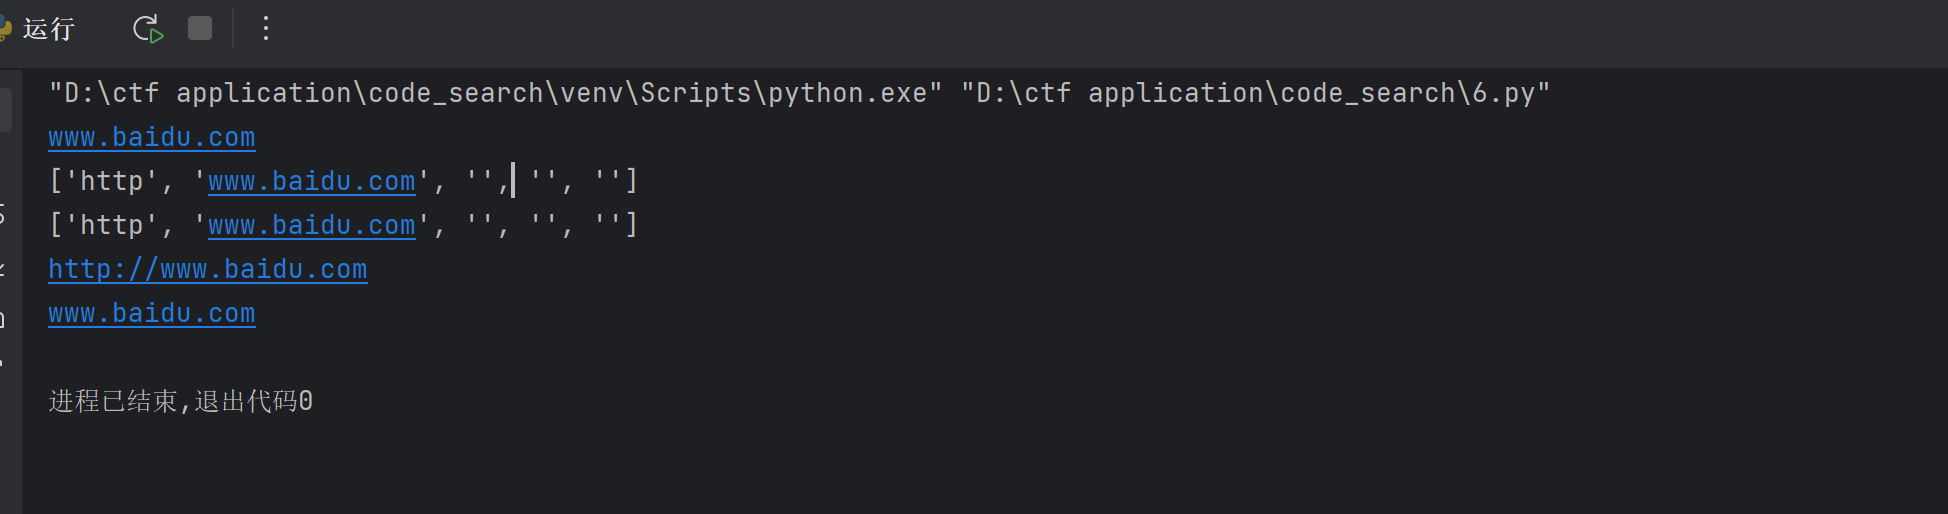 运行
"D:\ctf application\code_search\venv\Scripts\python.exe" "D:\ctf application\code_search\6.py"
www.baidu.com
['http', 'www.baidu.com', '', '', '']
['http', 'www.baidu.com', '', '', '']
http://www.baidu.com
www.baidu.com
进程已结束,退出代码0